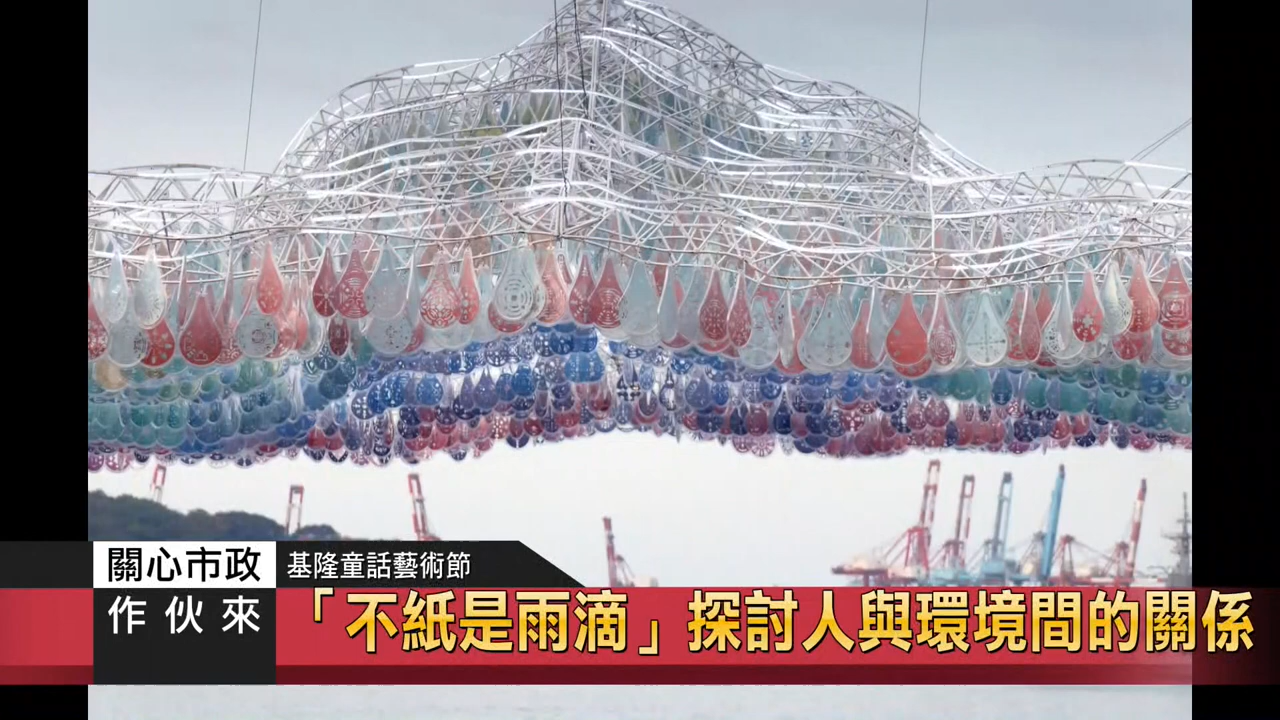 關心市政
作伙來
基隆童話藝術節
「不紙是雨滴」探討人與環境間的關係